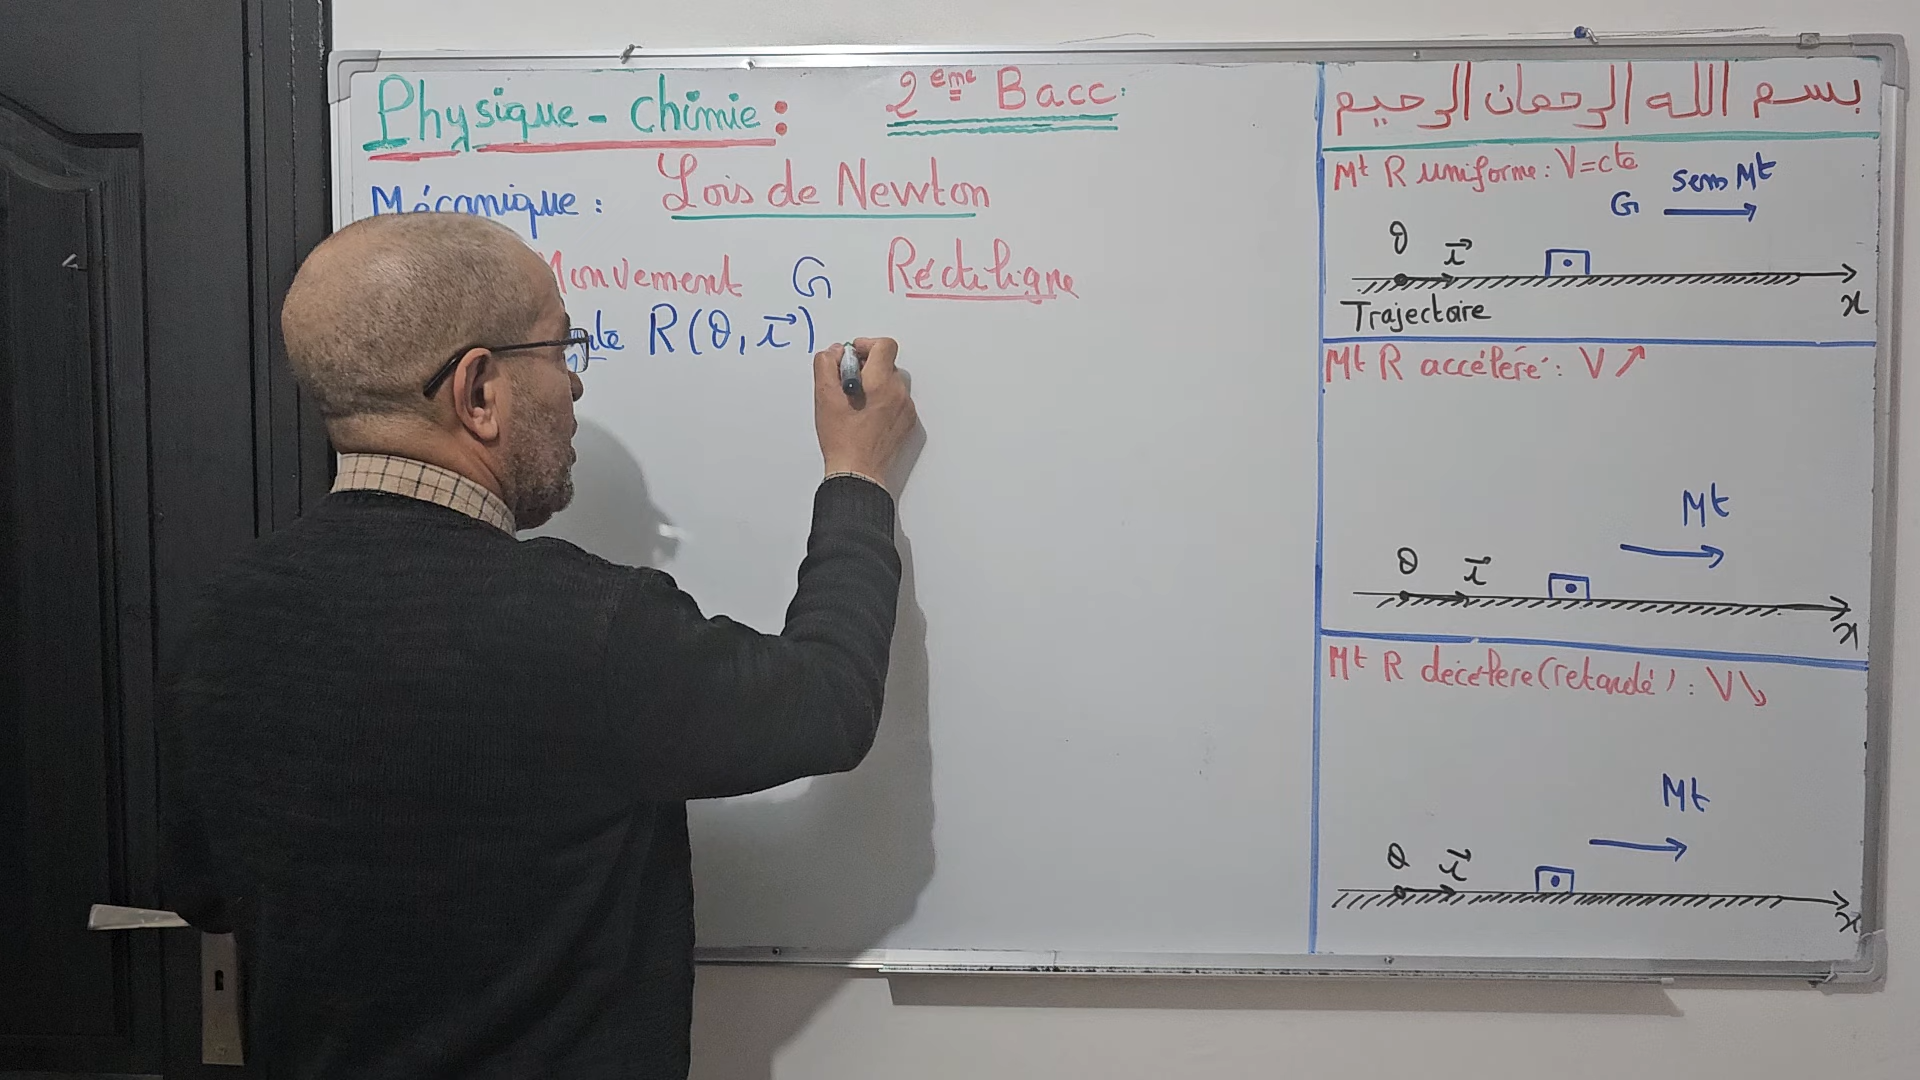 Physique - chimie : 2ème Bacc:
Mécanique : Lois de Newton
Mouvement G Réctiligne
R(O, i⃗)
بسم الله الرحمان الرحيم
Mt R uniforme : V=cte
G sens Mt
O i⃗
x
Trajectoire
Mt R accéléré : V ↗
Mt
O i⃗
x
Mt R décéléré (retardé) : V ↘
Mt
O i⃗
x